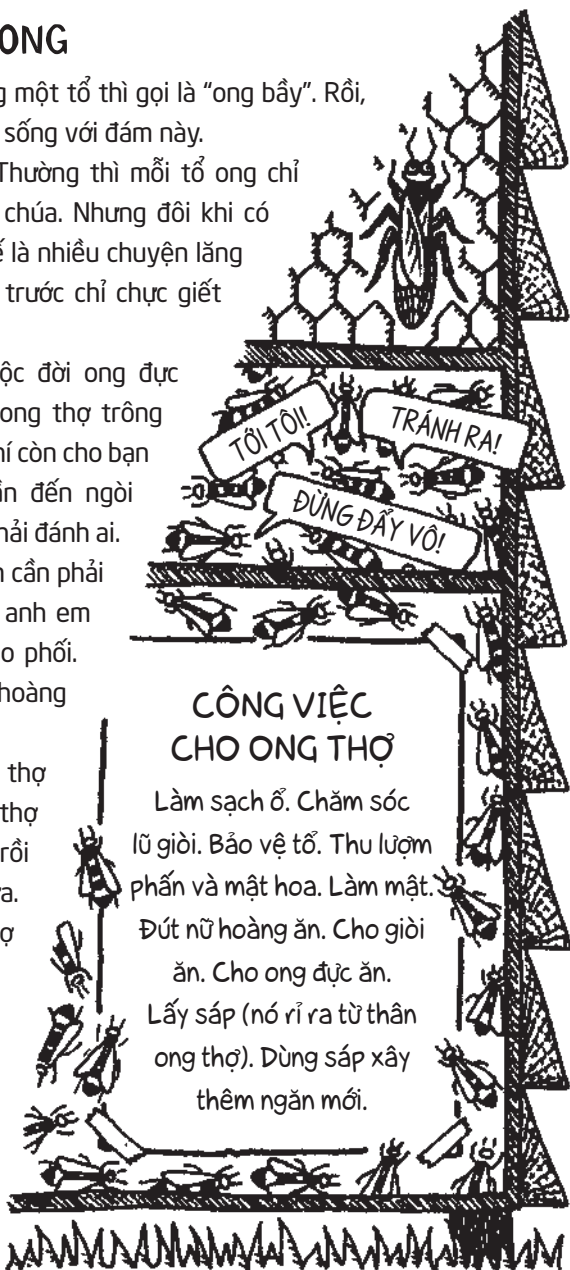 ONG
một tổ thì gọi là “ong bầy”. Rồi,
sống với đám này.
Thường thì mỗi tổ ong chỉ
chúa. Nhưng đôi khi có
là nhiều chuyện lăng
trước chỉ chực giết
đời ong đực
ong thợ trông
còn cho bạn
đến ngòi
đánh ai.
cần phải
anh em
phối.
hoàng
thợ
thợ
rồi
TỚI TÔI!
TRÁNH RA!
ĐỪNG ĐẨY VÔ!
CÔNG VIỆC
CHO ONG THỢ
Làm sạch ổ. Chăm sóc
lũ giòi. Bảo vệ tổ. Thu lượm
phấn và mật hoa. Làm mật.
Đút nữ hoàng ăn. Cho giòi
ăn. Cho ong đực ăn.
Lấy sáp (nó rỉ ra từ thân
ong thợ). Dùng sáp xây
thêm ngăn mới.